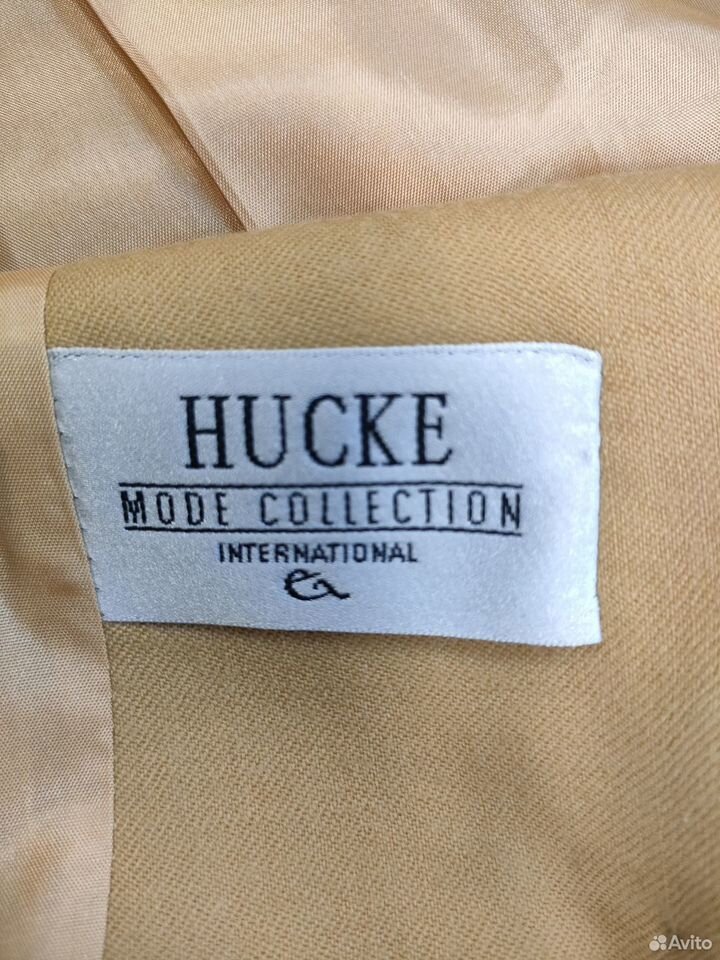 HUCKE
MODE COLLECTION
INTERNATIONAL
Avito